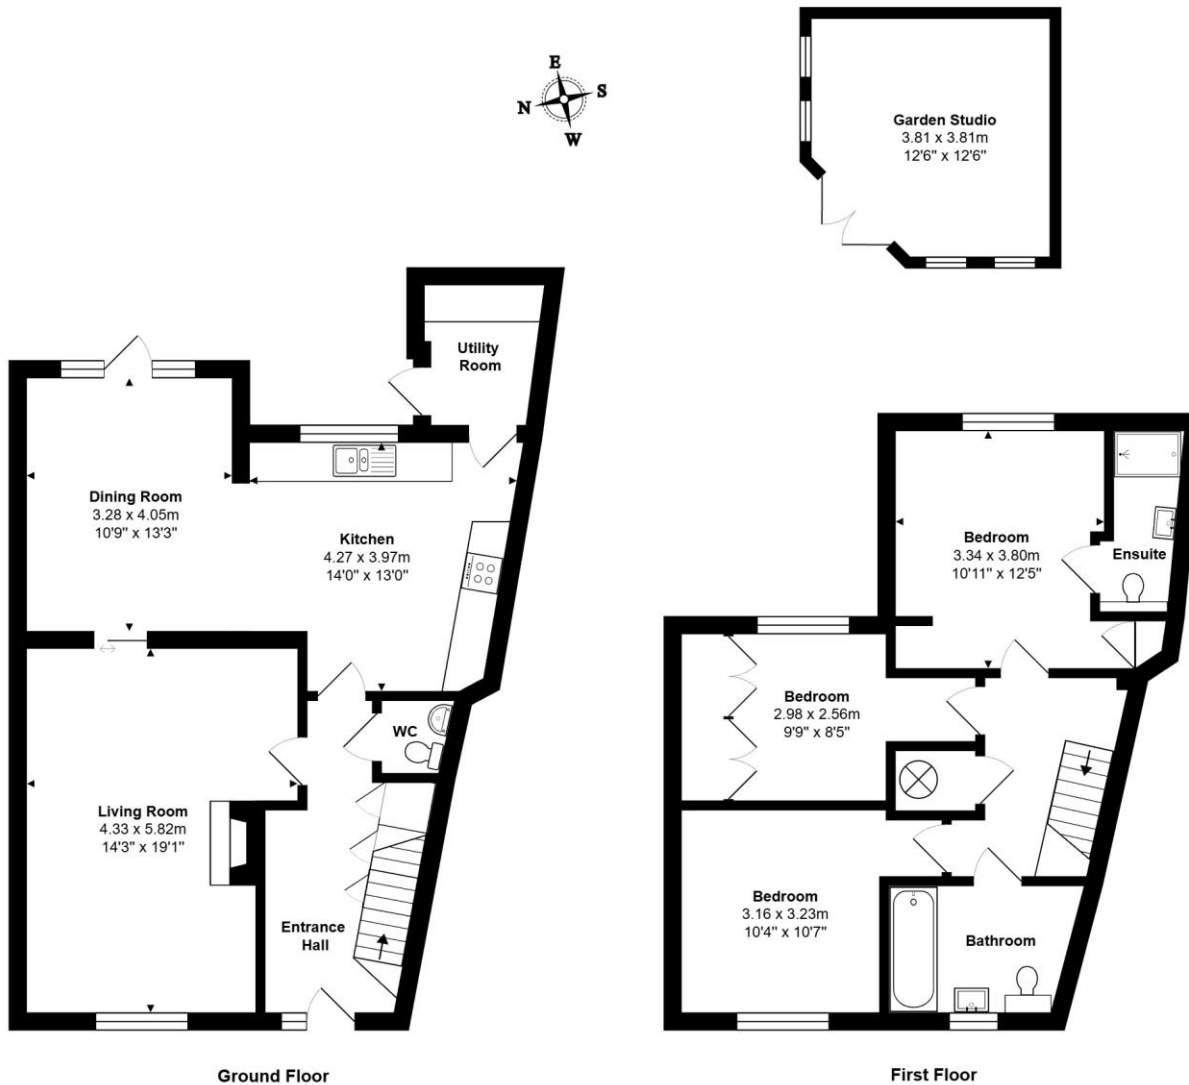 E
N
S
W
Garden Studio
3.81 x 3.81m
12'6" x 12'6"
Utility
Room
Dining Room
3.28 x 4.05m
10'9" x 13'3"
Kitchen
4.27 x 3.97m
14'0" x 13'0"
WC
Living Room
4.33 x 5.82m
14'3" x 19'1"
Entrance
Hall
Ground Floor
Bedroom
3.34 x 3.80m
10'11" x 12'5"
Ensuite
Bedroom
2.98 x 2.56m
9'9" x 8'5"
Bedroom
3.16 x 3.23m
10'4" x 10'7"
Bathroom
First Floor